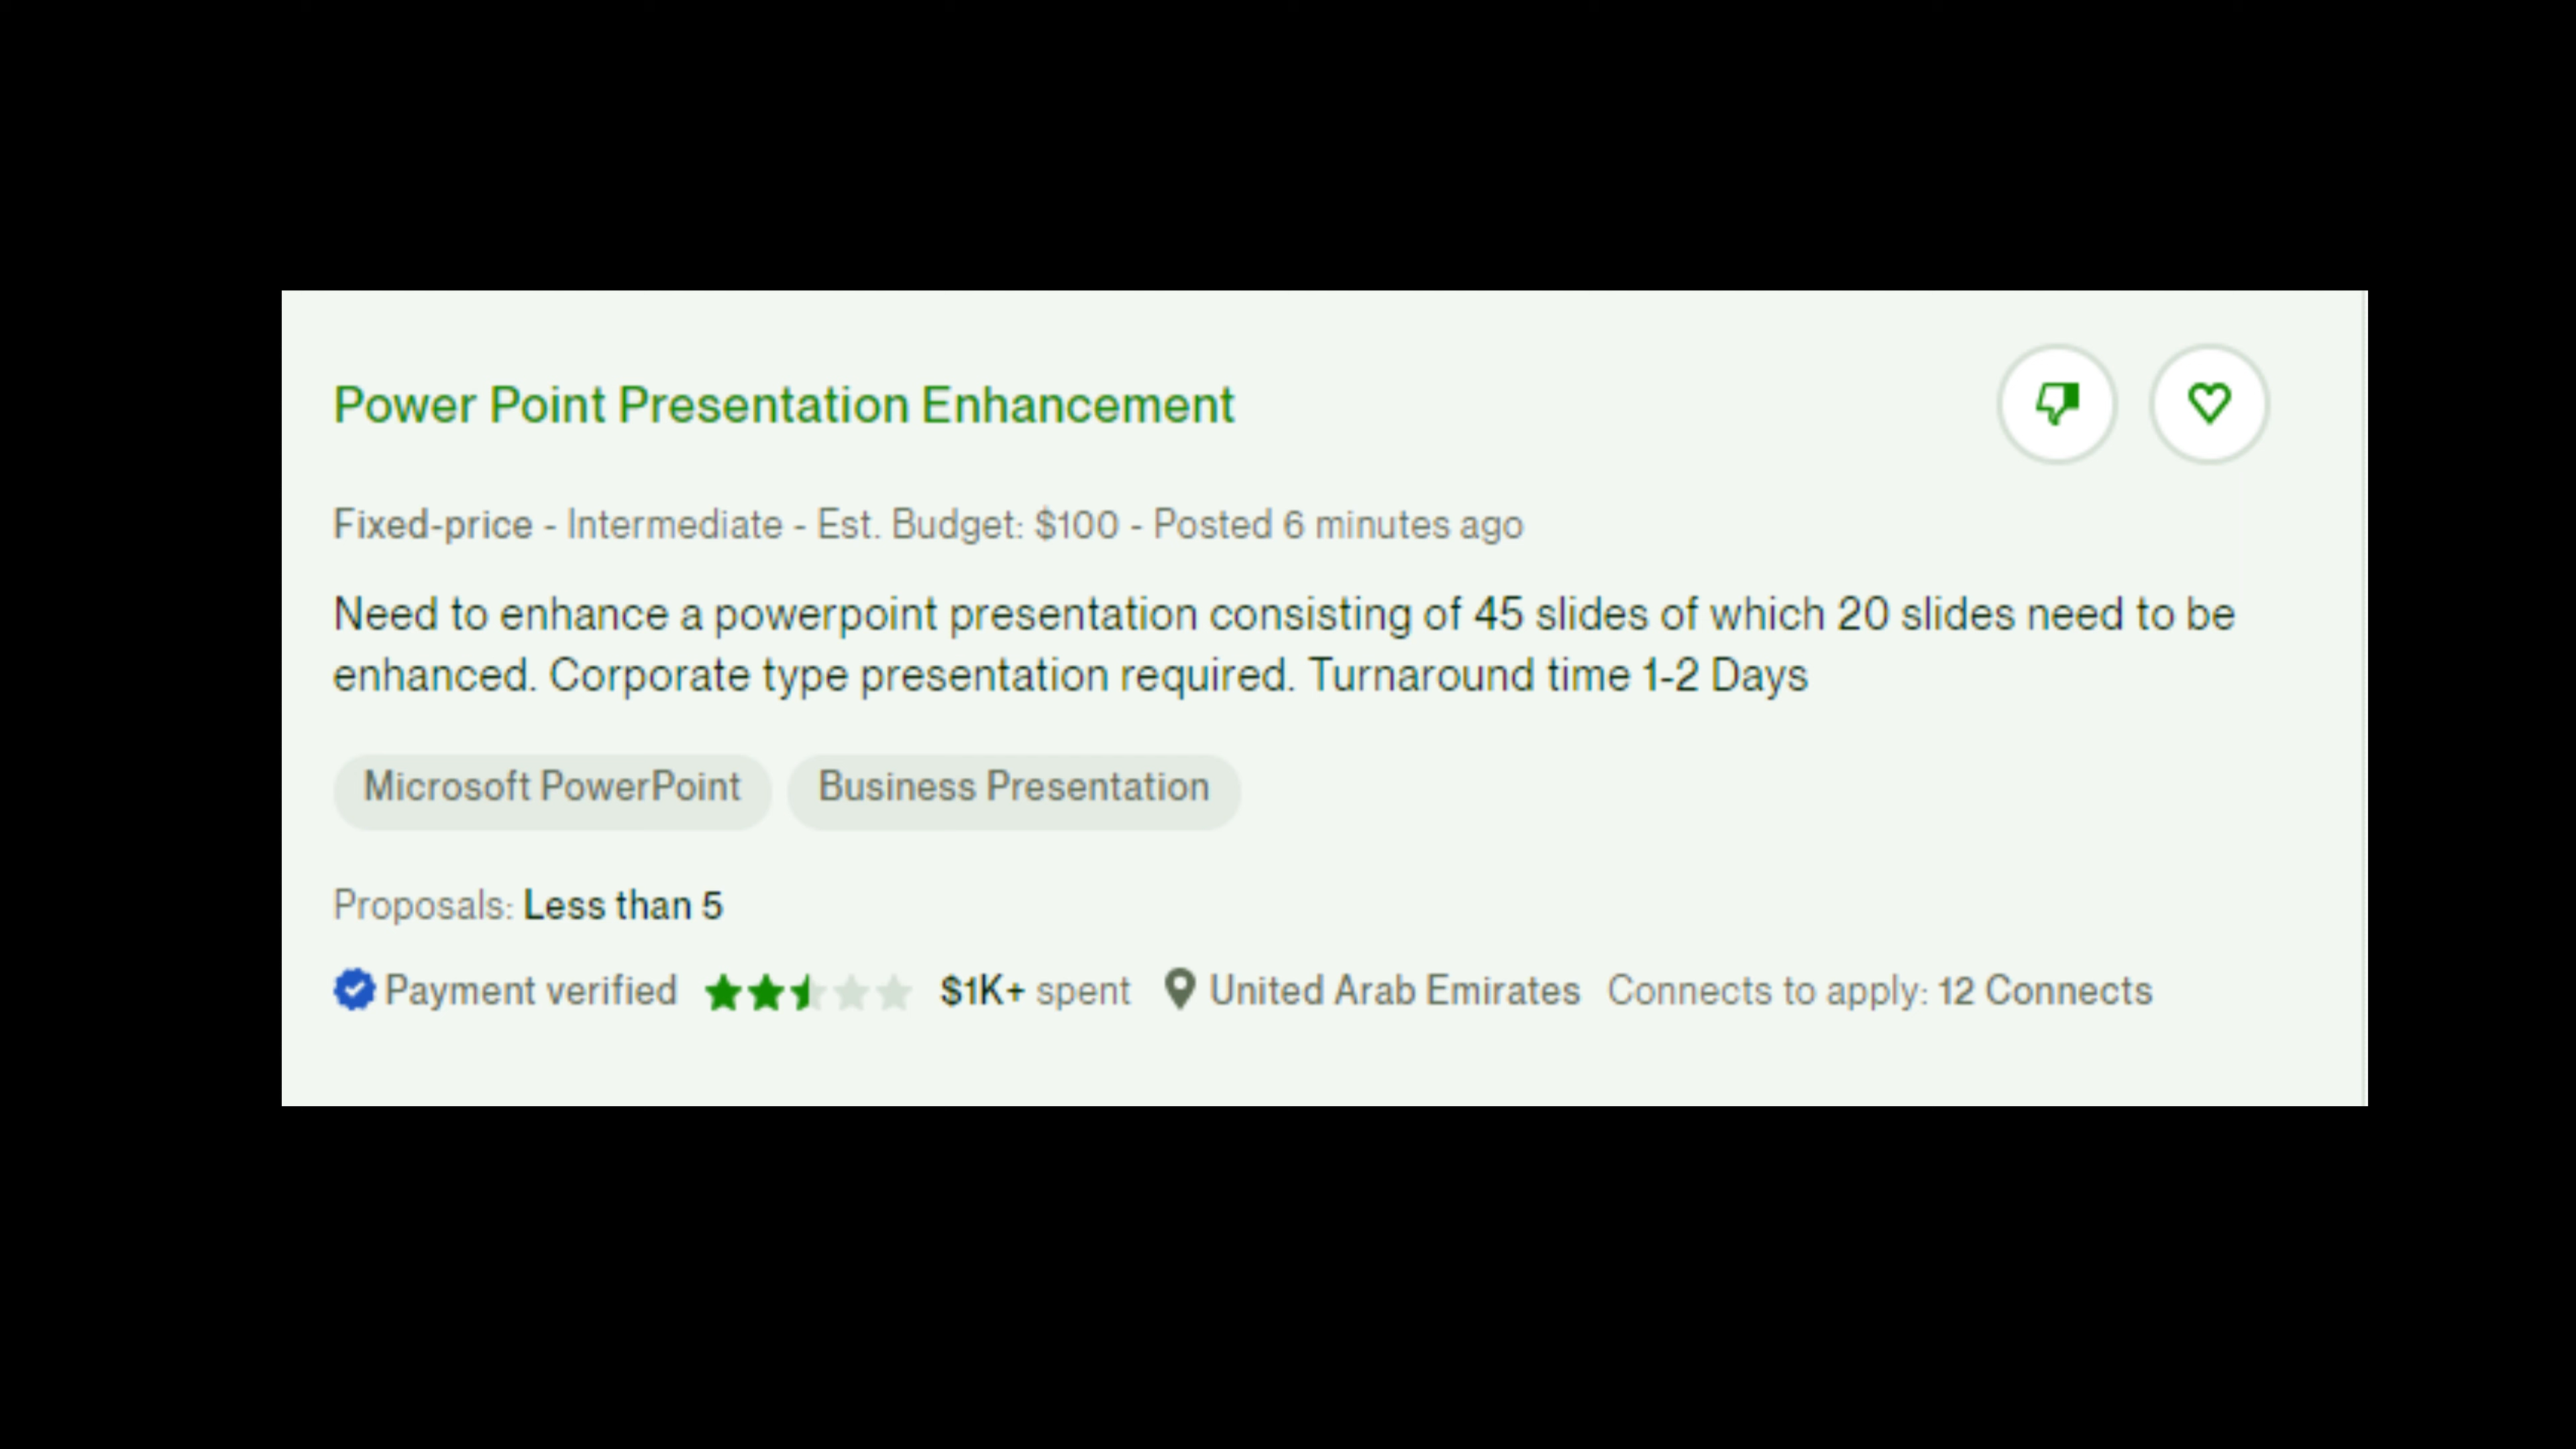 Power Point Presentation Enhancement
Fixed-price - Intermediate - Est. Budget: $100 - Posted 6 minutes ago
Need to enhance a powerpoint presentation consisting of 45 slides of which 20 slides need to be
enhanced. Corporate type presentation required. Turnaround time 1-2 Days
Microsoft PowerPoint Business Presentation
Proposals: Less than 5
Payment verified $1K+ spent United Arab Emirates Connects to apply: 12 Connects